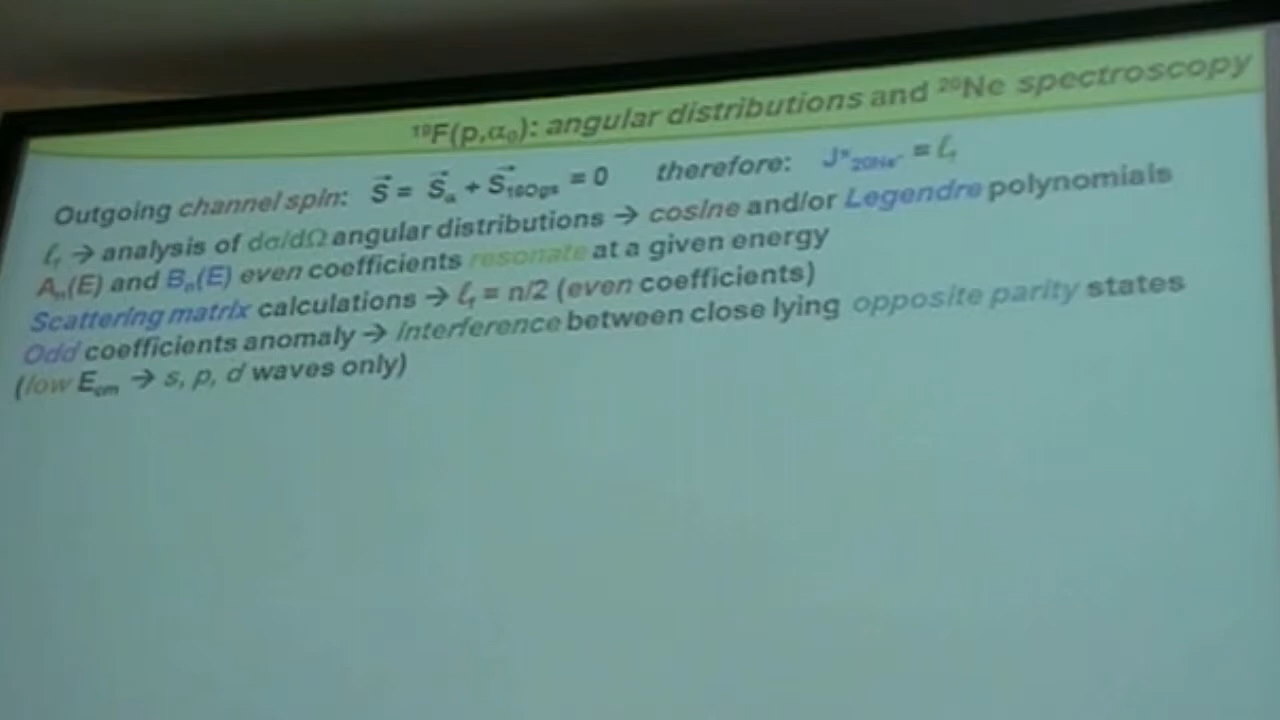 ¹⁹F(p,α₀): angular distributions and ²⁰Ne spectroscopy
Outgoing channel spin: S⃗ = S⃗α + S⃗16Ogs = 0 therefore: Jπ20Ne* = ℓf
ℓf → analysis of dσ/dΩ angular distributions → cosine and/or Legendre polynomials
An(E) and Bn(E) even coefficients resonate at a given energy
Scattering matrix calculations → ℓf = n/2 (even coefficients)
Odd coefficients anomaly → Interference between close lying opposite parity states
(low Ecm → s, p, d waves only)